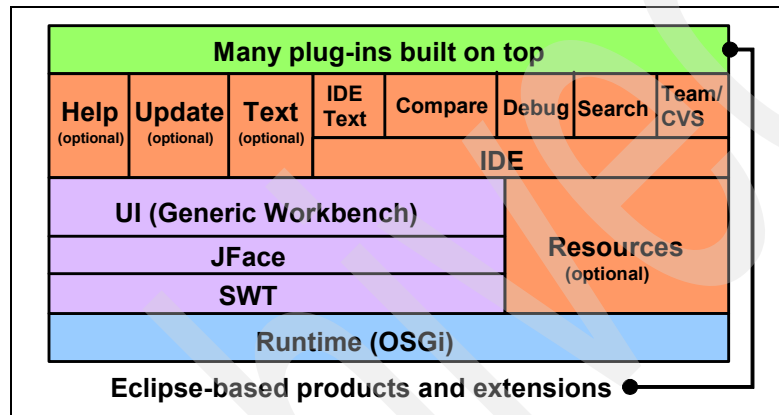 Many plug-ins built on top
Help
(optional)
Update
(optional)
Text
(optional)
IDE
Text
Compare
Debug
Search
Team/
CVS
IDE
UI (Generic Workbench)
JFace
SWT
Resources
(optional)
Runtime (OSGi)
Eclipse-based products and extensions